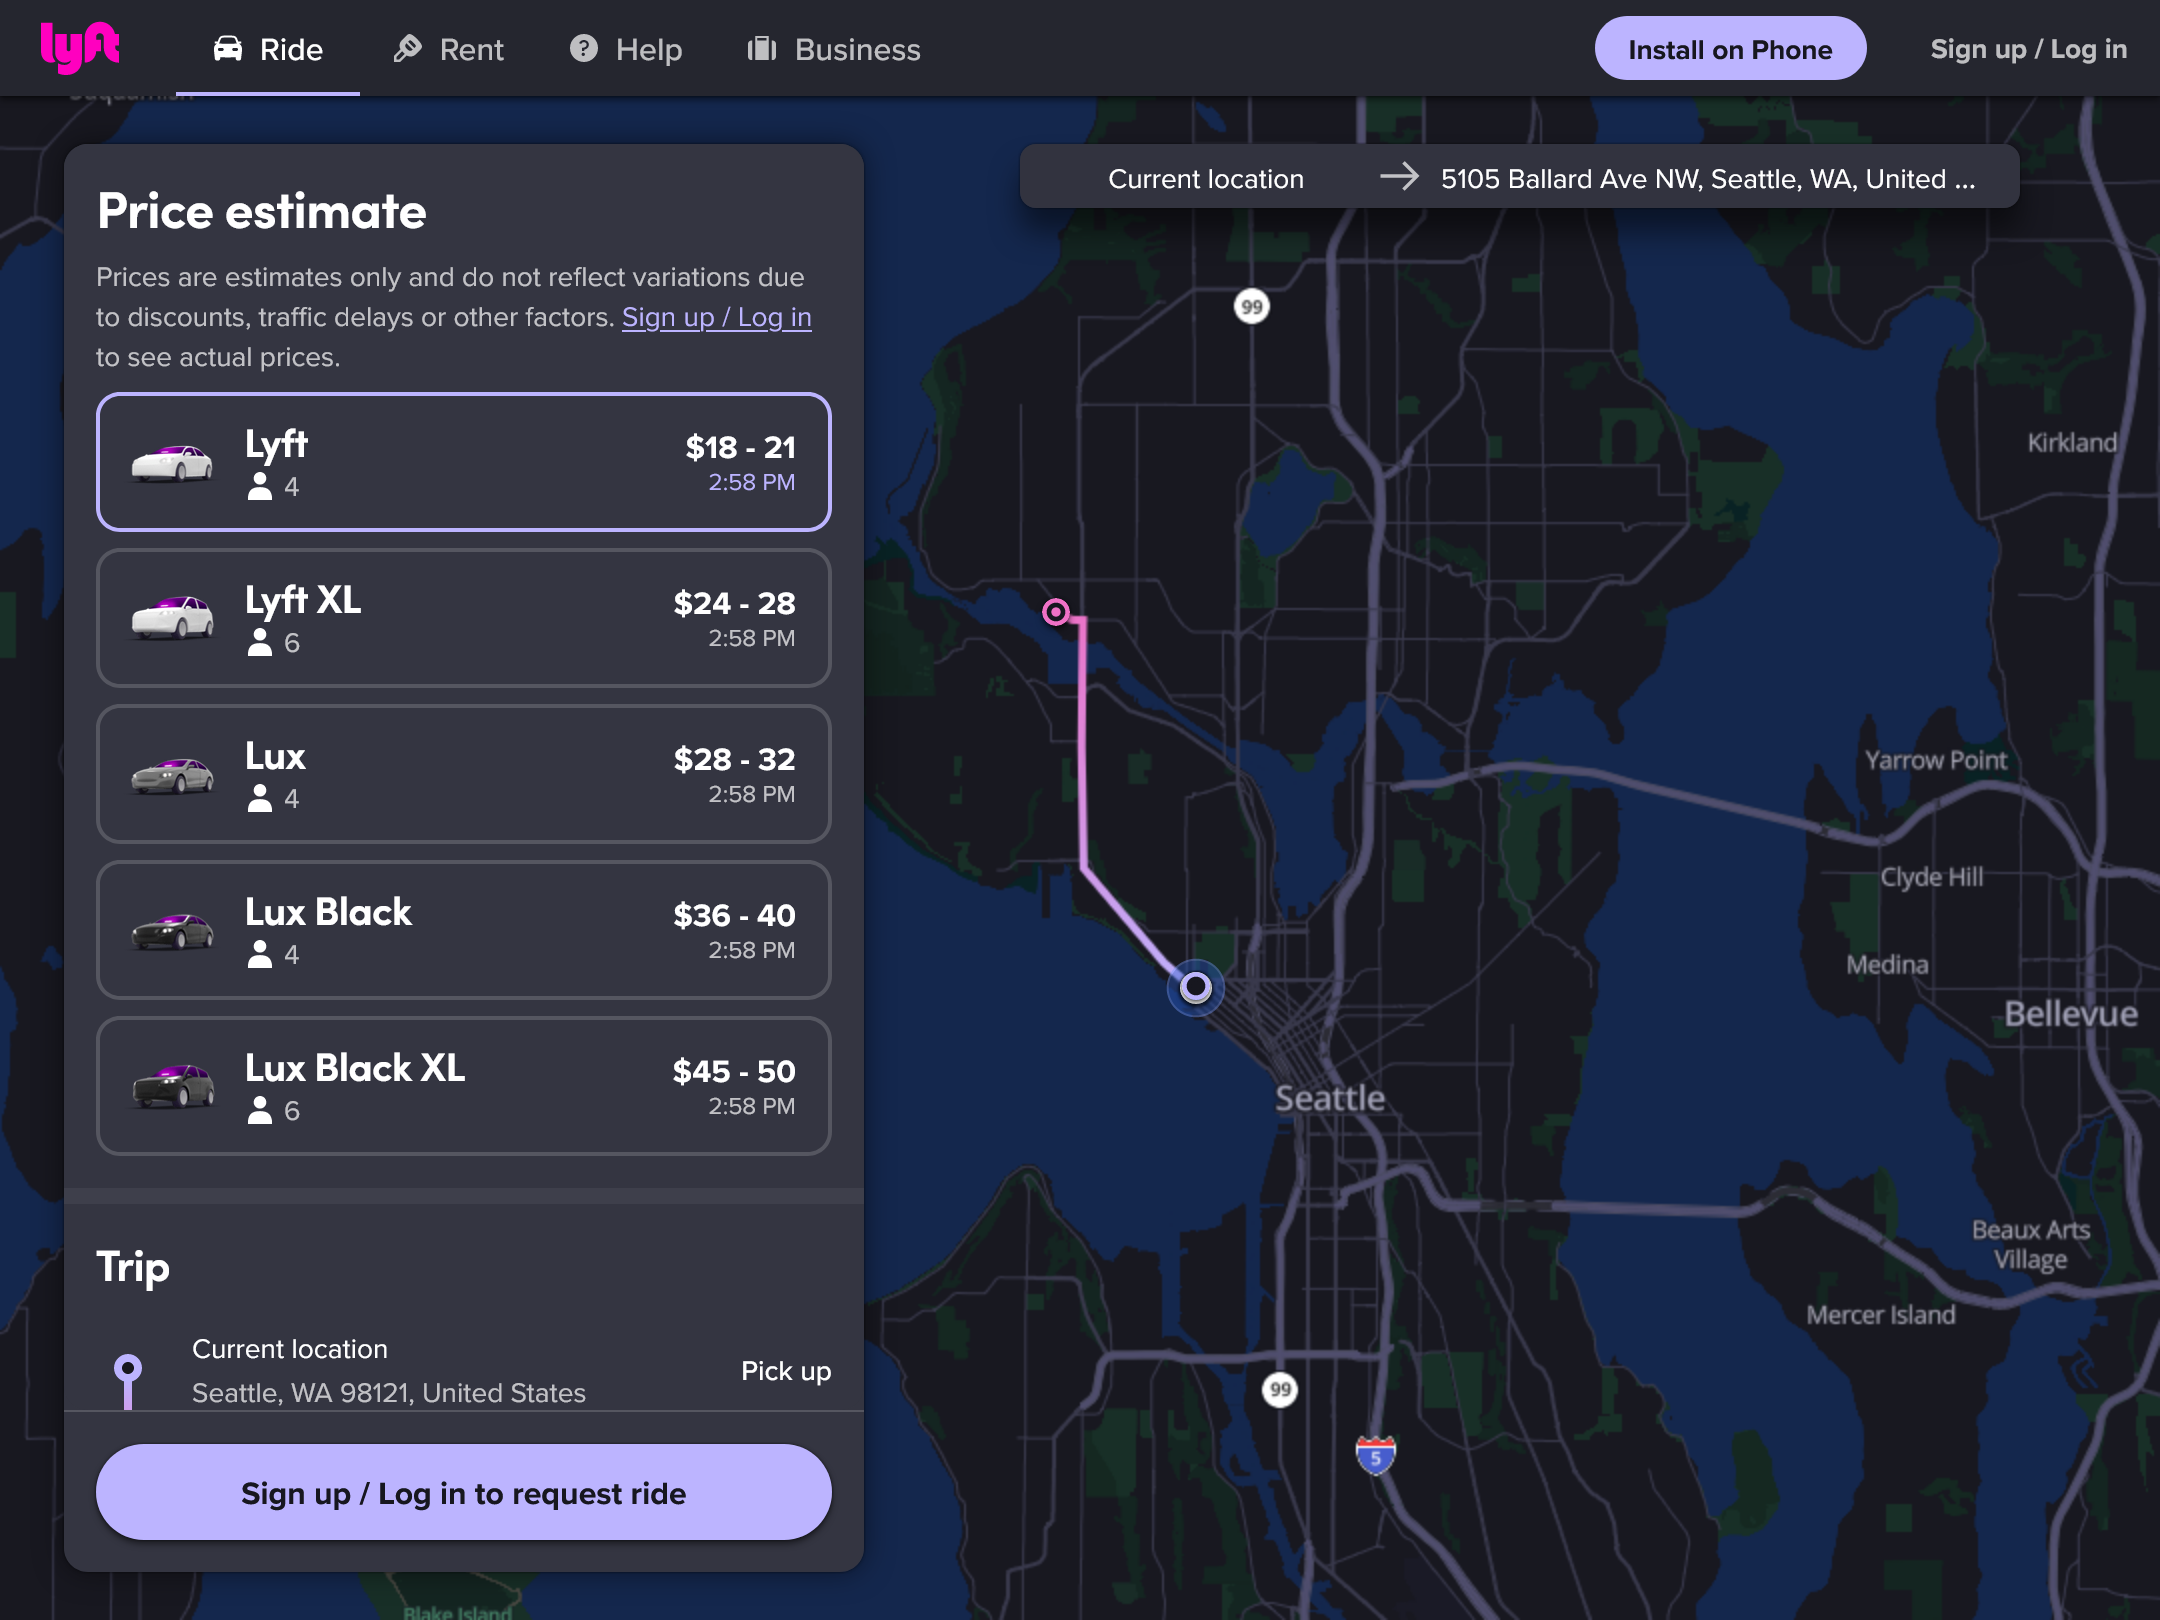 lyft
Ride
Rent
Help
Business
Install on Phone
Sign up / Log in
Current location → 5105 Ballard Ave NW, Seattle, WA, United ...
Price estimate
Prices are estimates only and do not reflect variations due
to discounts, traffic delays or other factors. Sign up / Log in
to see actual prices.
Lyft
4
$18 - 21
2:58 PM
Lyft XL
6
$24 - 28
2:58 PM
Lux
4
$28 - 32
2:58 PM
Lux Black
4
$36 - 40
2:58 PM
Lux Black XL
6
$45 - 50
2:58 PM
Trip
Current location
Seattle, WA 98121, United States
Pick up
Sign up / Log in to request ride
99
Kirkland
Yarrow Point
Clyde Hill
Medina
Bellevue
Seattle
Beaux Arts
Village
Mercer Island
99
5
Blake Island